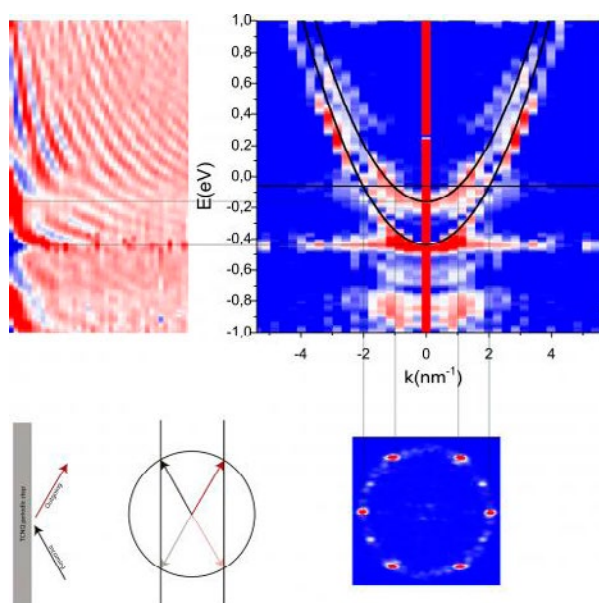 1,0
0,8
0,6
0,4
0,2
0,0
-0,2
-0,4
-0,6
-0,8
-1,0
E(eV)
-4 -2 0 2 4
k(nm⁻¹)
TCNQ periodic step
Outgoing
Incoming